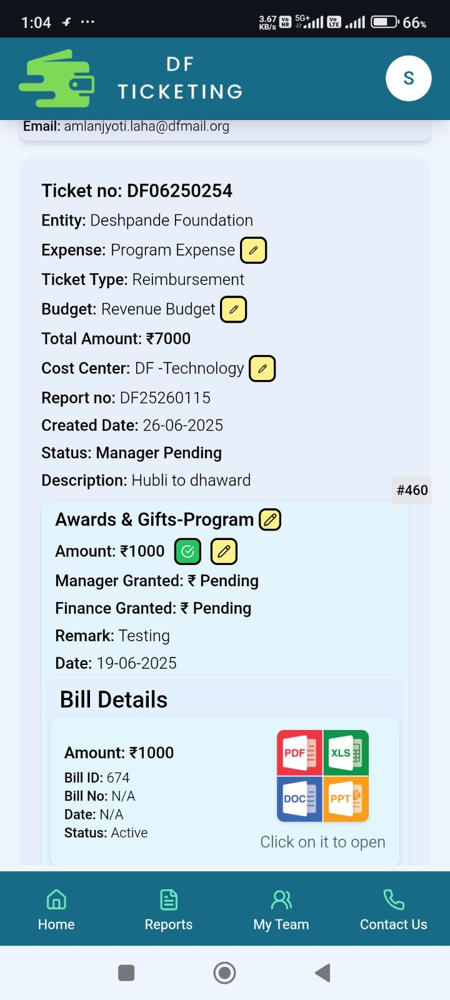 1:04
3.67 KB/s Vo NR 5G+ Vo LTE 66%
DF
TICKETING
S
Email: amlanjyoti.laha@dfmail.org
Ticket no: DF06250254
Entity: Deshpande Foundation
Expense: Program Expense
Ticket Type: Reimbursement
Budget: Revenue Budget
Total Amount: ₹7000
Cost Center: DF -Technology
Report no: DF25260115
Created Date: 26-06-2025
Status: Manager Pending
Description: Hubli to dhaward
#460
Awards & Gifts-Program
Amount: ₹1000
Manager Granted: ₹ Pending
Finance Granted: ₹ Pending
Remark: Testing
Date: 19-06-2025
Bill Details
Amount: ₹1000
Bill ID: 674
Bill No: N/A
Date: N/A
Status: Active
PDF XLS
DOC PPT
Click on it to open
Home Reports My Team Contact Us